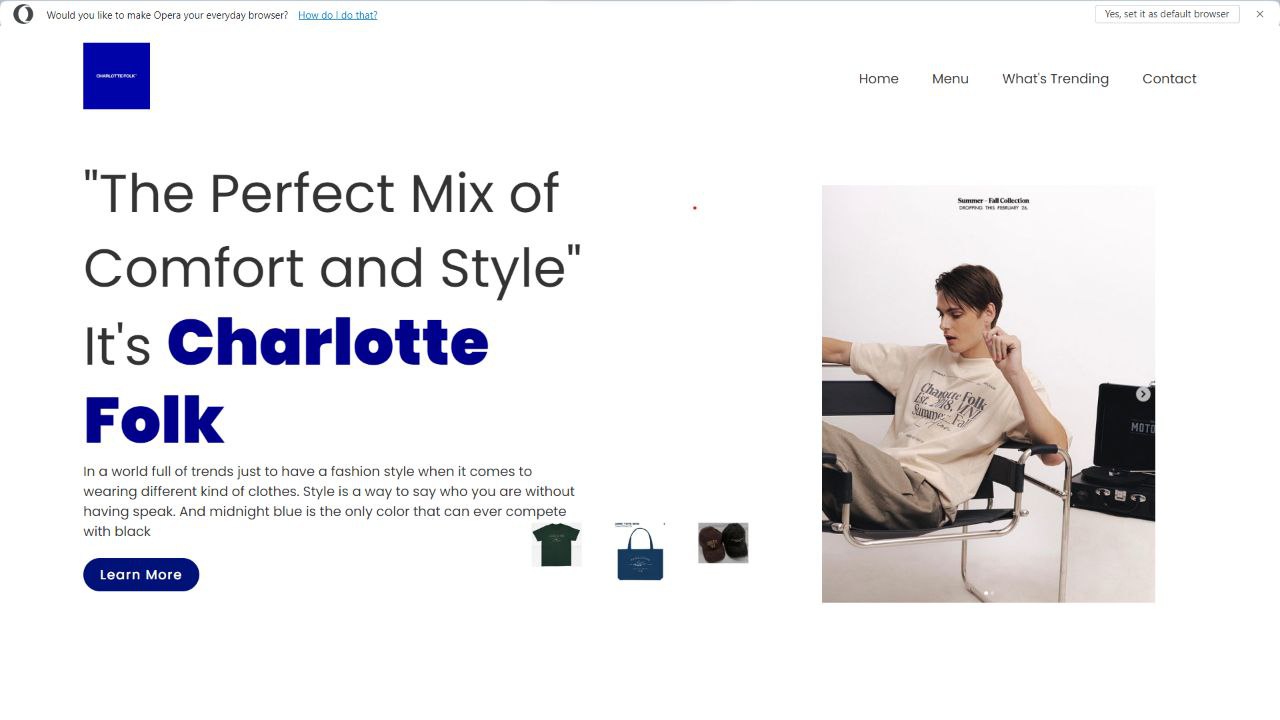 Would you like to make Opera your everyday browser? How do I do that? Yes, set it as default browser
CHARLOTTEFOLK
Home Menu What's Trending Contact
"The Perfect Mix of
Comfort and Style"
It's Charlotte
Folk
In a world full of trends just to have a fashion style when it comes to
wearing different kind of clothes. Style is a way to say who you are without
having speak. And midnight blue is the only color that can ever compete
with black
Learn More
Summer - Fall Collection
DROPPING THIS FEBRUARY 26.
Charlotte Folk
Est. 2018,
Summer Fall
MOTO